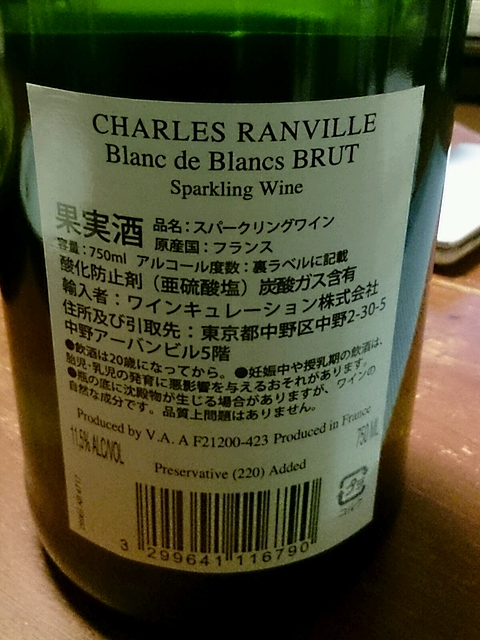 CHARLES RANVILLE
Blanc de Blancs BRUT
Sparkling Wine
果実酒 品名：スパークリングワイン
原産国：フランス
容量：750ml アルコール度数：裏ラベルに記載
酸化防止剤（亜硫酸塩）炭酸ガス含有
輸入者：ワインキュレーション株式会社
住所及び引取先：東京都中野区中野2-30-5
中野アーバンビル5階
●飲酒は20歳になってから。●妊娠中や授乳期の飲酒は、
胎児・乳児の発育に悪影響を与えるおそれがあります。
●瓶の底に沈殿物が生じる場合がありますが、ワインの
自然な成分です。品質上問題はありません。
Produced by V.A. A F21200-423 Produced in France
11,5% ALC/VOL
750 ML
Preservative (220) Added
コルク
3 299641 116790